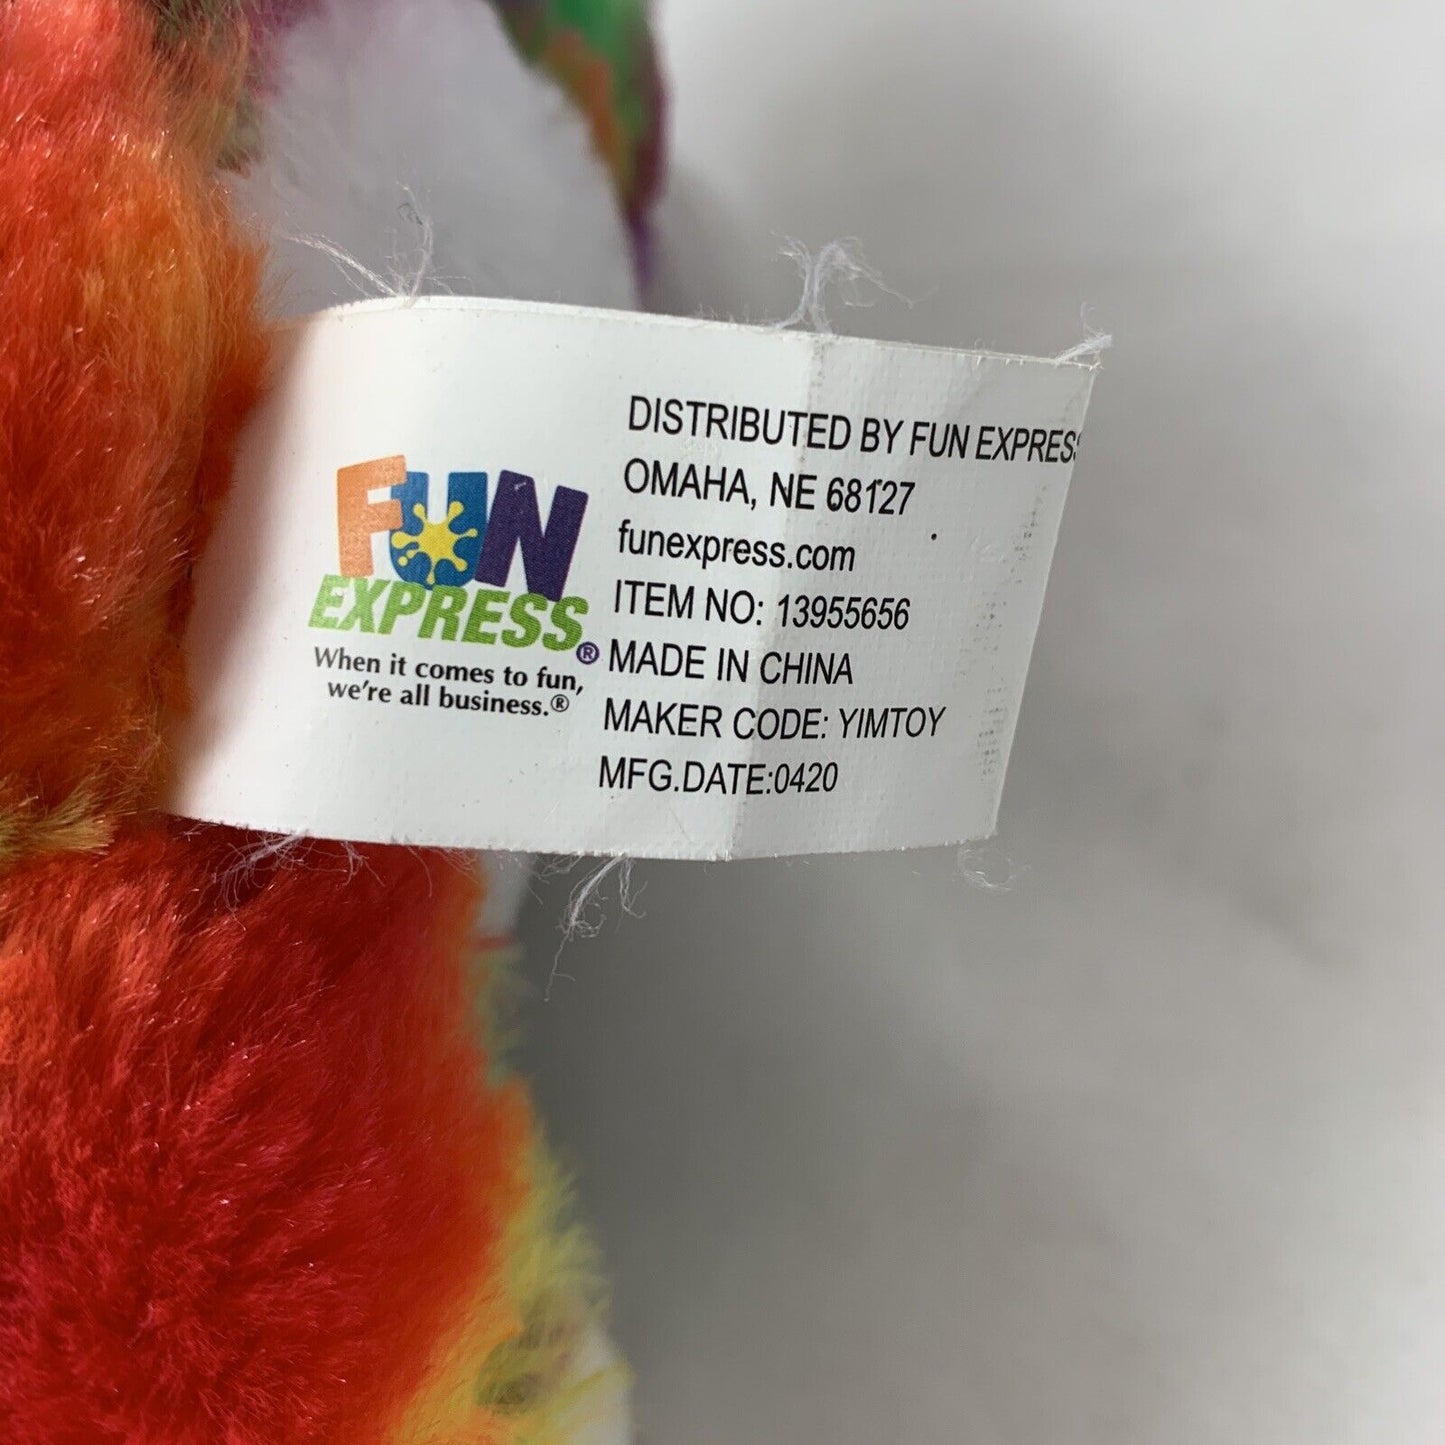 FUN
EXPRESS®
When it comes to fun,
we're all business.®
DISTRIBUTED BY FUN EXPRESS
OMAHA, NE 68127
funexpress.com
ITEM NO: 13955656
MADE IN CHINA
MAKER CODE: YIMTOY
MFG.DATE:0420